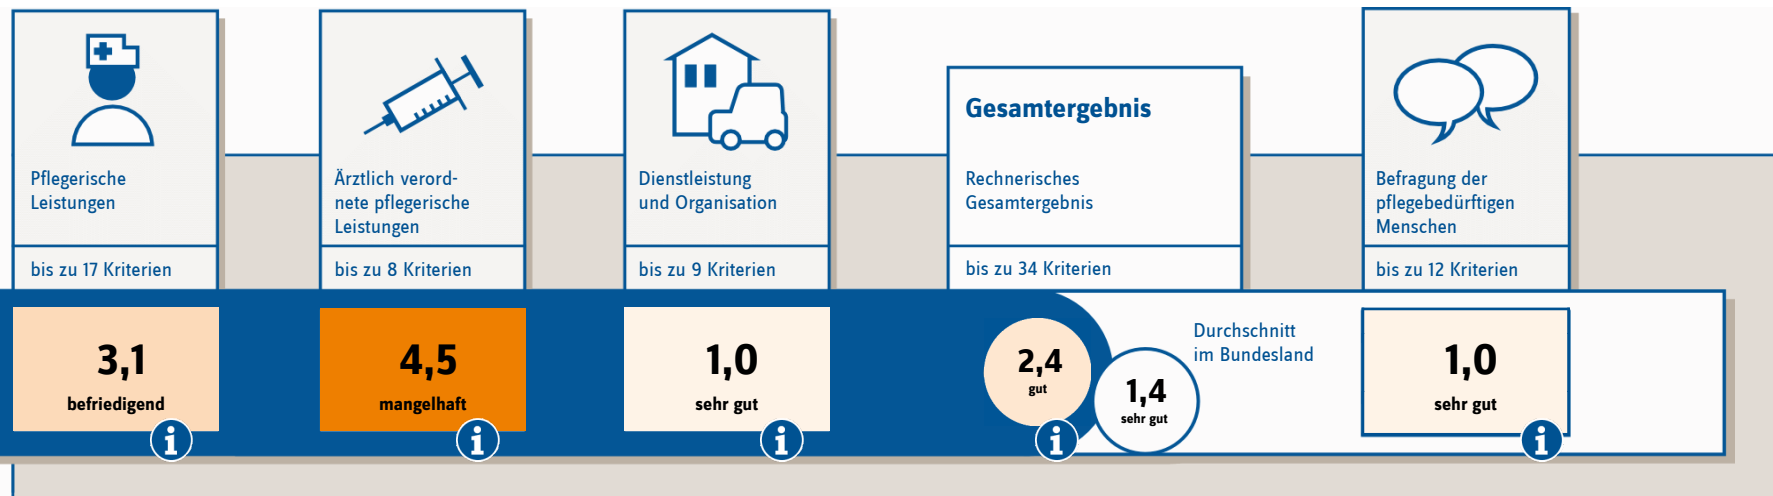 Pflegerische
Leistungen
bis zu 17 Kriterien
3,1
befriedigend
i
Ärztlich verord-
nete pflegerische
Leistungen
bis zu 8 Kriterien
4,5
mangelhaft
i
Dienstleistung
und Organisation
bis zu 9 Kriterien
1,0
sehr gut
i
Gesamtergebnis
Rechnerisches
Gesamtergebnis
bis zu 34 Kriterien
2,4
gut
i
1,4
sehr gut
Durchschnitt
im Bundesland
Befragung der
pflegebedürftigen
Menschen
bis zu 12 Kriterien
1,0
sehr gut
i